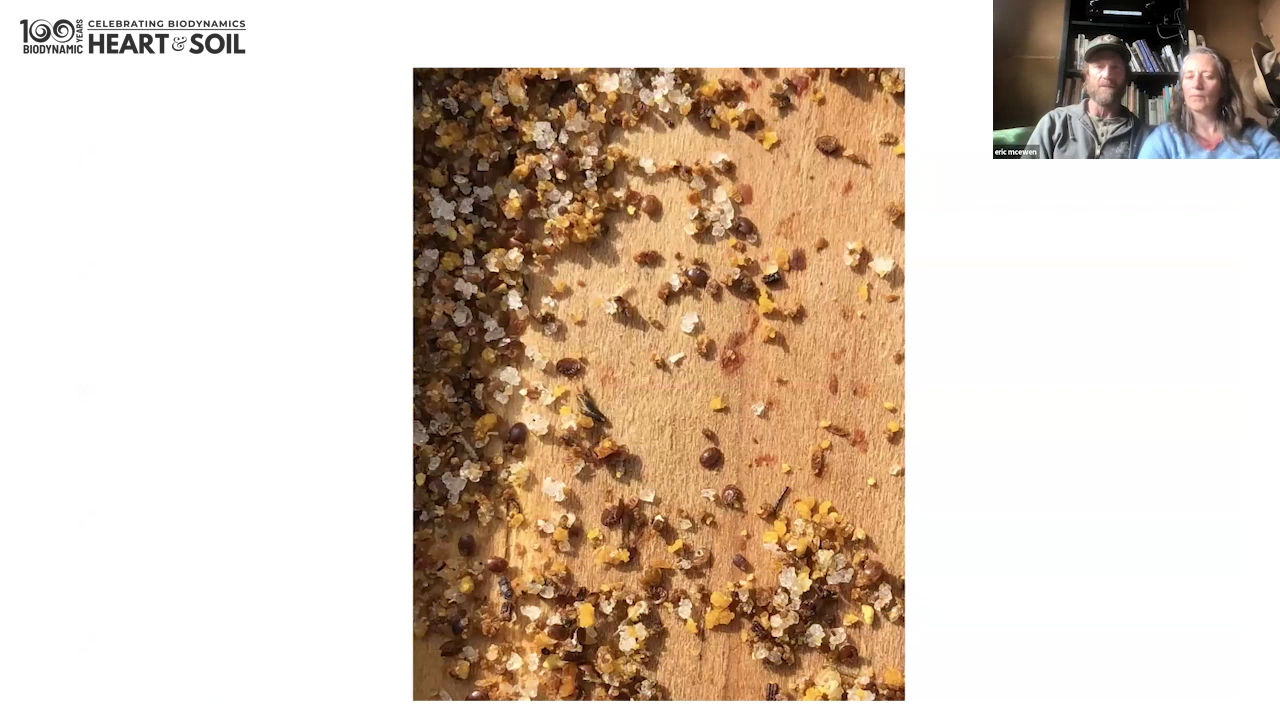 100 YEARS
BIODYNAMIC
CELEBRATING BIODYNAMICS
HEART & SOIL
eric mcewen